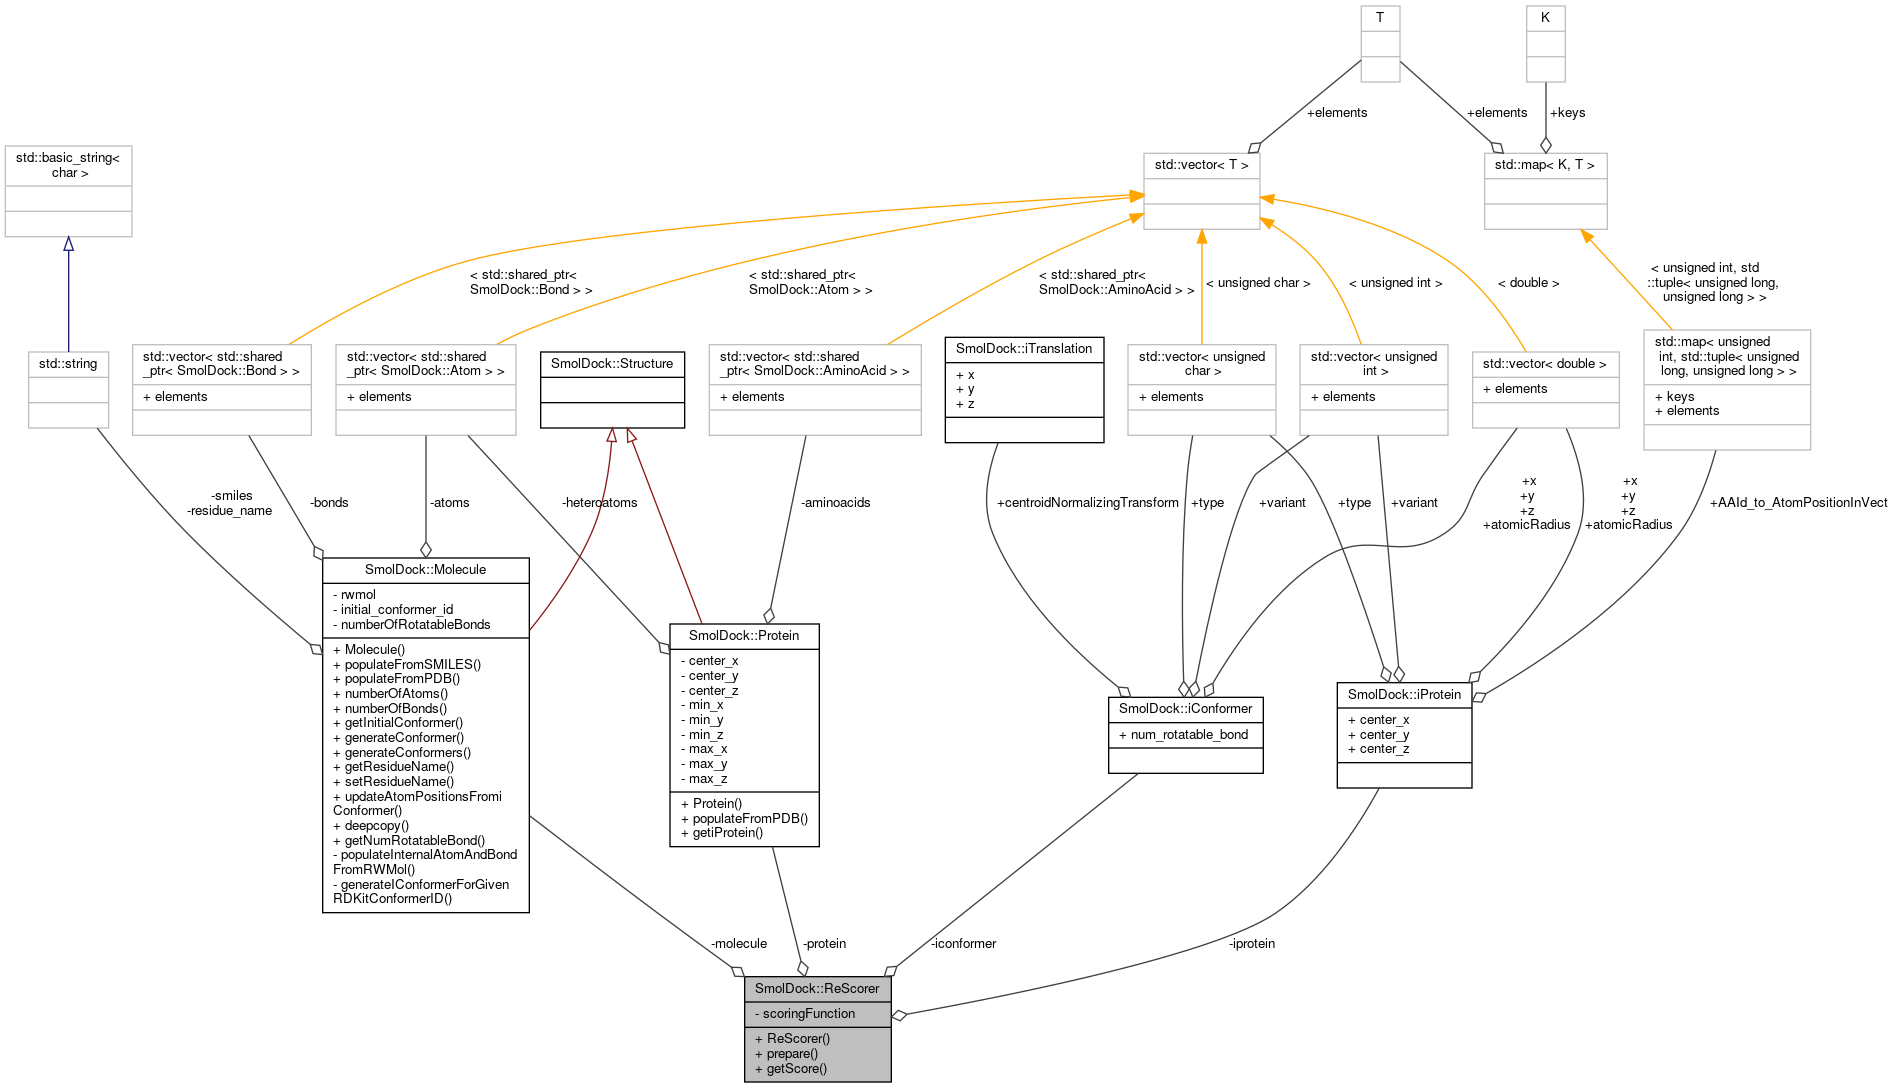 T
K
+elements
+elements
+keys
std::basic_string<
char >
std::vector< T >
std::map< K, T >
< std::shared_ptr<
SmolDock::Bond > >
< std::shared_ptr<
SmolDock::Atom > >
< std::shared_ptr<
SmolDock::AminoAcid > >
< unsigned char >
< unsigned int >
< double >
< unsigned int, std
::tuple< unsigned long,
unsigned long > >
std::string
std::vector< std::shared
_ptr< SmolDock::Bond > >
+ elements
std::vector< std::shared
_ptr< SmolDock::Atom > >
+ elements
SmolDock::Structure
std::vector< std::shared
_ptr< SmolDock::AminoAcid > >
+ elements
SmolDock::iTranslation
+ x
+ y
+ z
std::vector< unsigned
char >
+ elements
std::vector< unsigned
int >
+ elements
std::vector< double >
+ elements
std::map< unsigned
int, std::tuple< unsigned
long, unsigned long > >
+ keys
+ elements
-smiles
-residue_name
-bonds
-atoms
-heteroatoms
-aminoacids
+centroidNormalizingTransform
+type
+variant
+type
+variant
+x
+y
+z
+atomicRadius
+x
+y
+z
+atomicRadius
+AAId_to_AtomPositionInVect
SmolDock::Molecule
- rwmol
- initial_conformer_id
- numberOfRotatableBonds
+ Molecule()
+ populateFromSMILES()
+ populateFromPDB()
+ numberOfAtoms()
+ numberOfBonds()
+ getInitialConformer()
+ generateConformer()
+ generateConformers()
+ getResidueName()
+ setResidueName()
+ updateAtomPositionsFromi
Conformer()
+ deepcopy()
+ getNumRotatableBond()
- populateInternalAtomAndBond
FromRWMol()
- generateIConformerForGiven
RDKitConformerID()
SmolDock::Protein
- center_x
- center_y
- center_z
- min_x
- min_y
- min_z
- max_x
- max_y
- max_z
+ Protein()
+ populateFromPDB()
+ getiProtein()
SmolDock::iConformer
+ num_rotatable_bond
SmolDock::iProtein
+ center_x
+ center_y
+ center_z
-molecule
-protein
-iconformer
-iprotein
SmolDock::ReScorer
- scoringFunction
+ ReScorer()
+ prepare()
+ getScore()